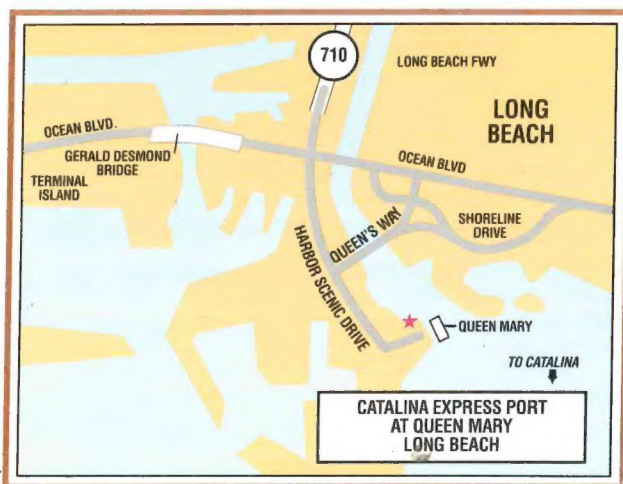 710
LONG BEACH FWY
LONG
BEACH
OCEAN BLVD.
GERALD DESMOND
BRIDGE
OCEAN BLVD
TERMINAL
ISLAND
SHORELINE
DRIVE
QUEEN'S WAY
HARBOR SCENIC DRIVE
QUEEN MARY
TO CATALINA
CATALINA EXPRESS PORT
AT QUEEN MARY
LONG BEACH